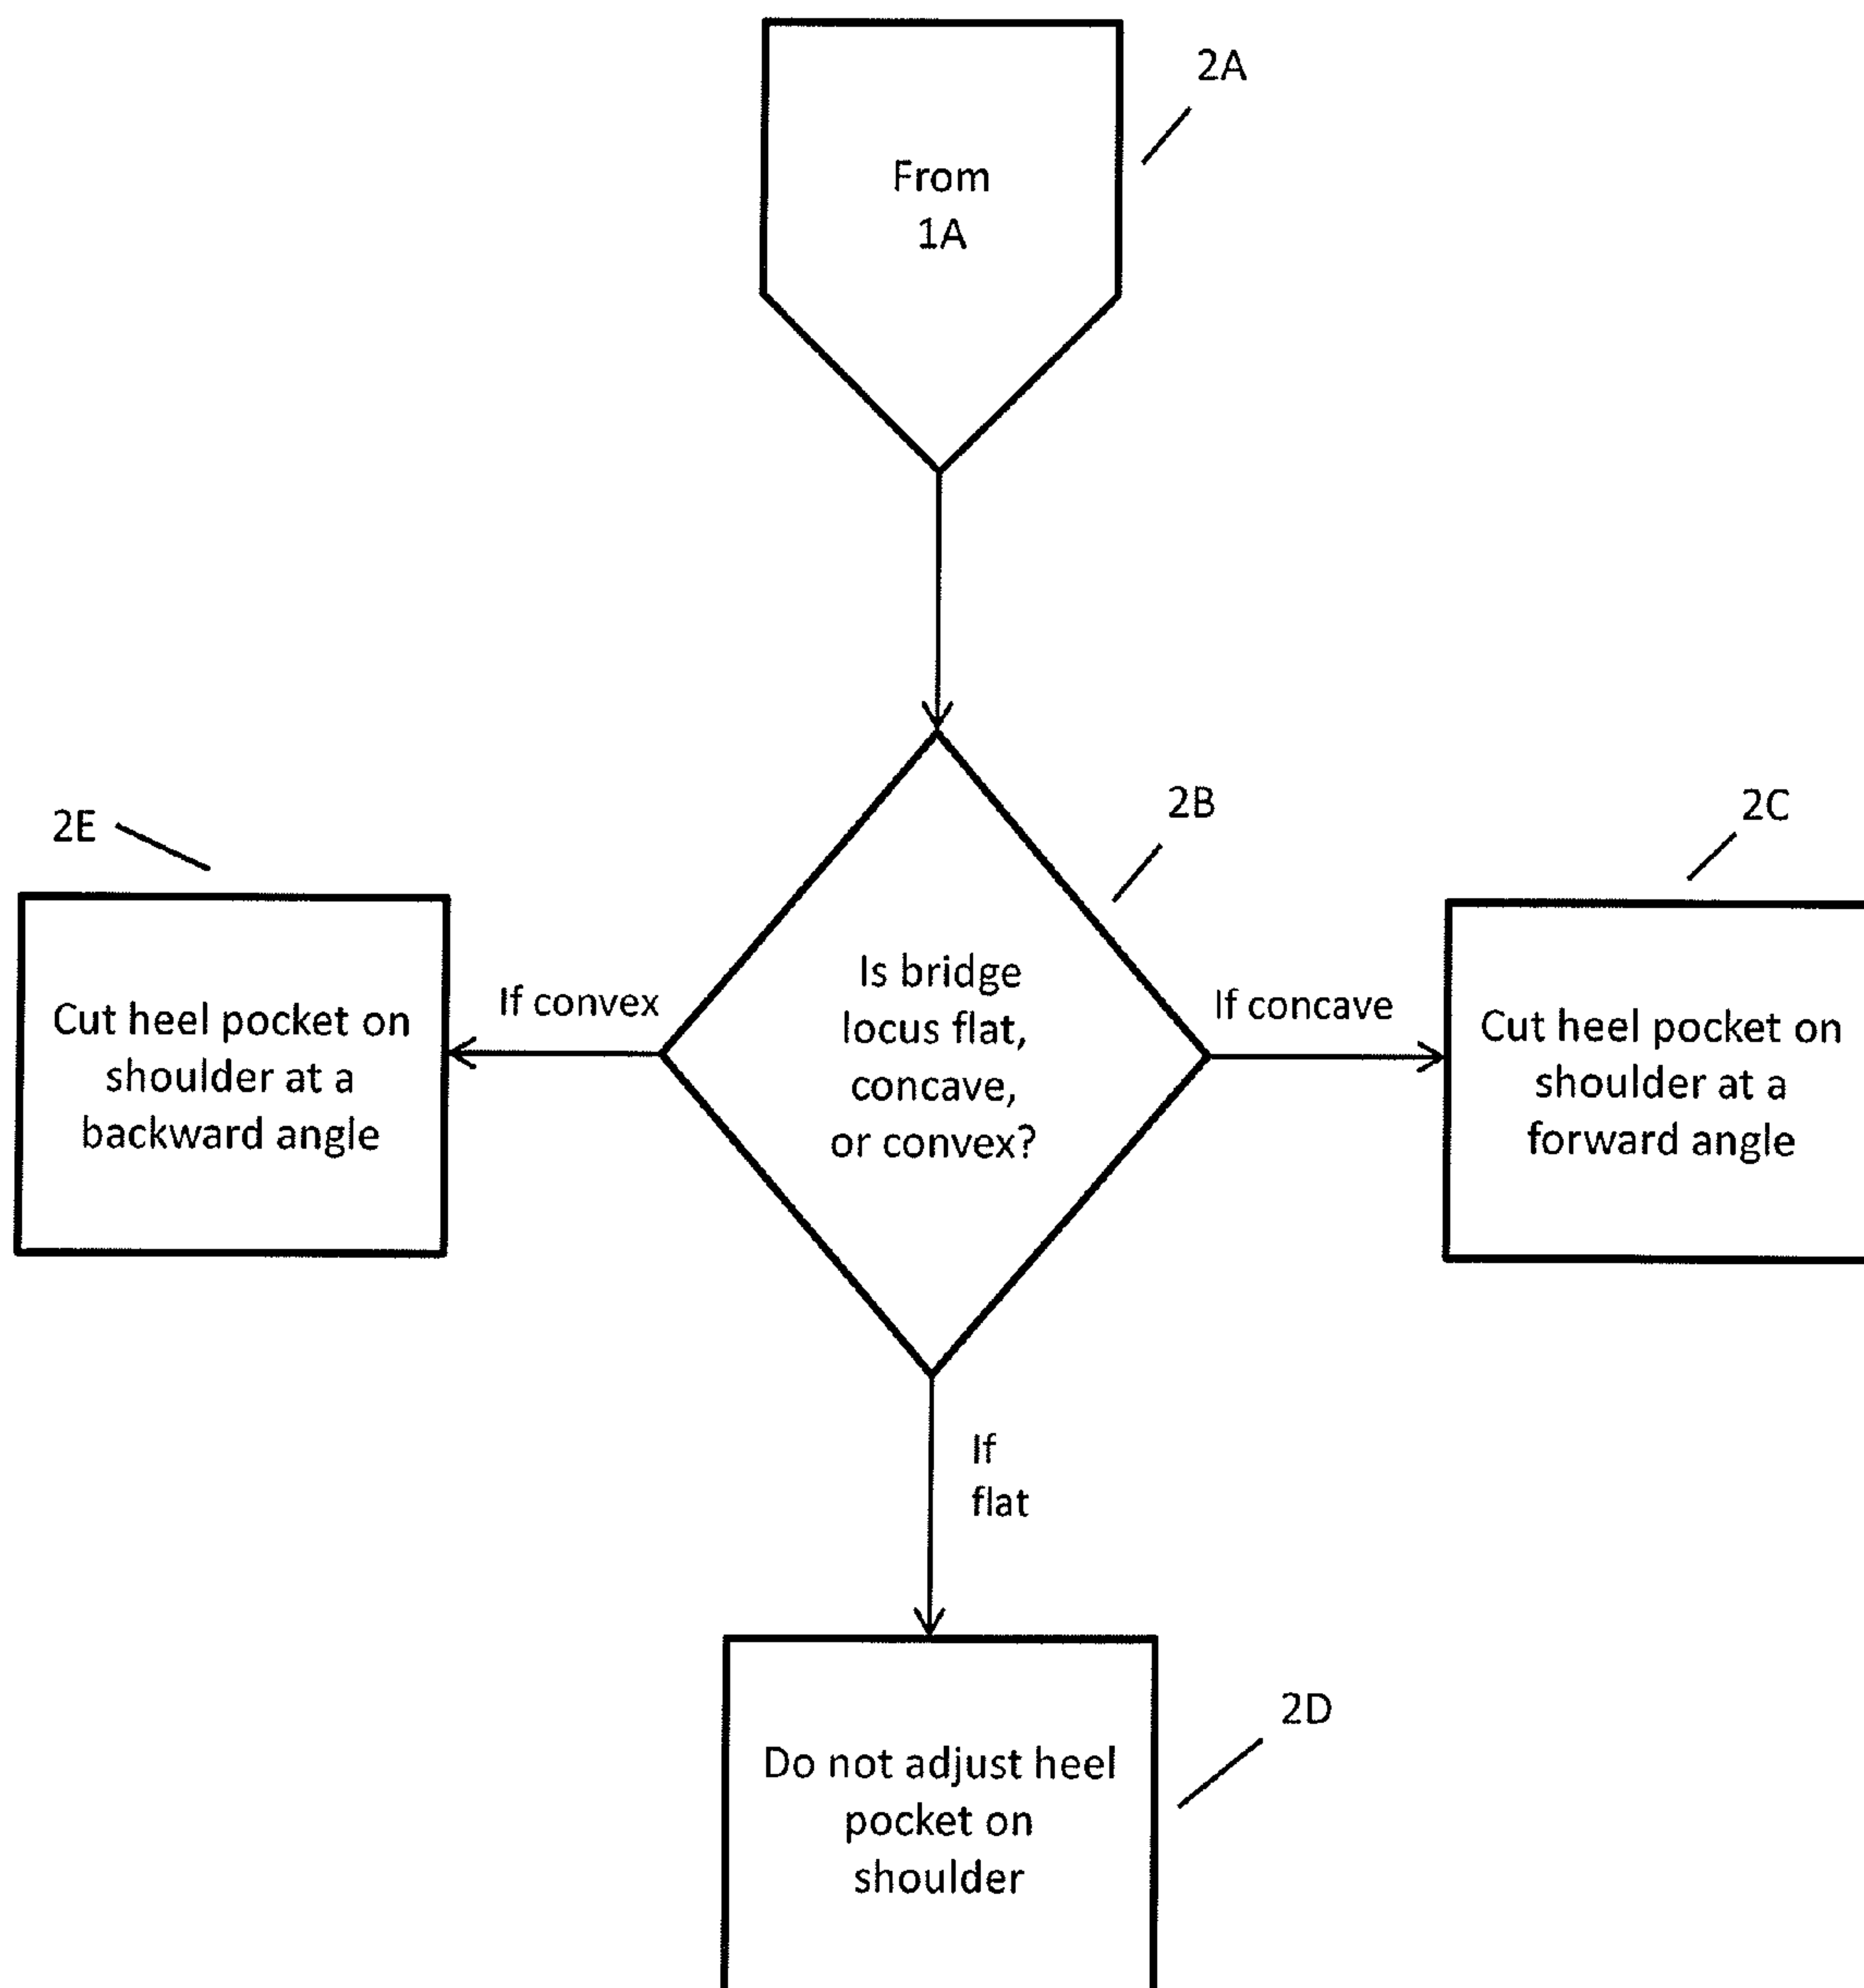 2A
From
1A
2B
2C
2E
Is bridge
locus flat,
concave,
or convex?
If convex
If concave
Cut heel pocket on
shoulder at a
backward angle
Cut heel pocket on
shoulder at a
forward angle
If
flat
2D
Do not adjust heel
pocket on
shoulder